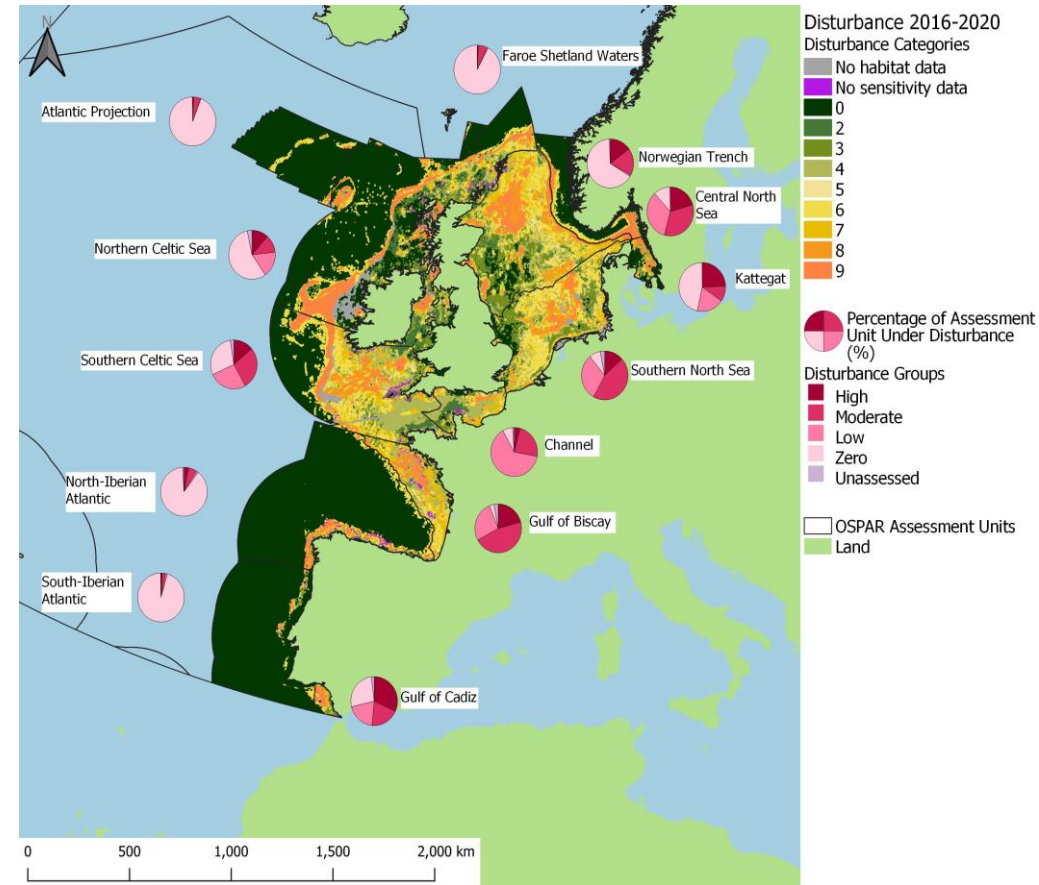 N
Faroe Shetland Waters
Atlantic Projection
Norwegian Trench
Central North
Sea
Northern Celtic Sea
Kattegat
Southern Celtic Sea
Southern North Sea
Channel
North-Iberian
Atlantic
Gulf of Biscay
South-Iberian
Atlantic
Gulf of Cadiz
0 500 1,000 1,500 2,000 km
Disturbance 2016-2020
Disturbance Categories
No habitat data
No sensitivity data
0
2
3
4
5
6
7
8
9
Percentage of Assessment
Unit Under Disturbance
(%)
Disturbance Groups
High
Moderate
Low
Zero
Unassessed
OSPAR Assessment Units
Land